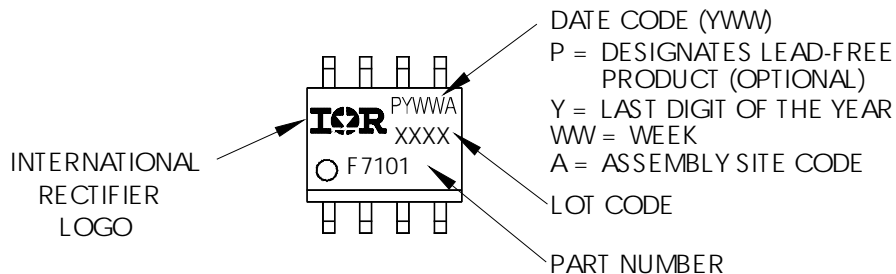 DATE CODE (YWW)
P = DESIGNATES LEAD-FREE
PRODUCT (OPTIONAL)
Y = LAST DIGIT OF THE YEAR
WW = WEEK
A = ASSEMBLY SITE CODE
LOT CODE
PART NUMBER
INTERNATIONAL
RECTIFIER
LOGO
IOR
PYWWA
XXXX
F7101